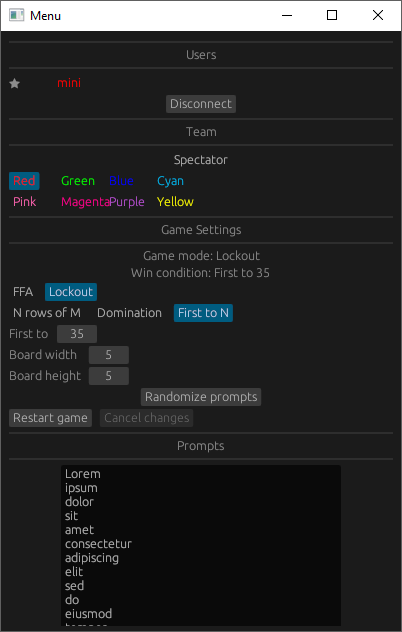 Menu
Users
mini
Disconnect
Team
Spectator
Red Green Blue Cyan
Pink Magenta Purple Yellow
Game Settings
Game mode: Lockout
Win condition: First to 35
FFA Lockout
N rows of M Domination First to N
First to 35
Board width 5
Board height 5
Randomize prompts
Restart game Cancel changes
Prompts
Lorem
ipsum
dolor
sit
amet
consectetur
adipiscing
elit
sed
do
eiusmod